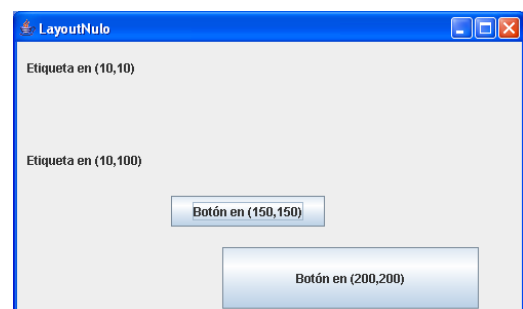 LayoutNulo
Etiqueta en (10,10)
Etiqueta en (10,100)
Botón en (150,150)
Botón en (200,200)